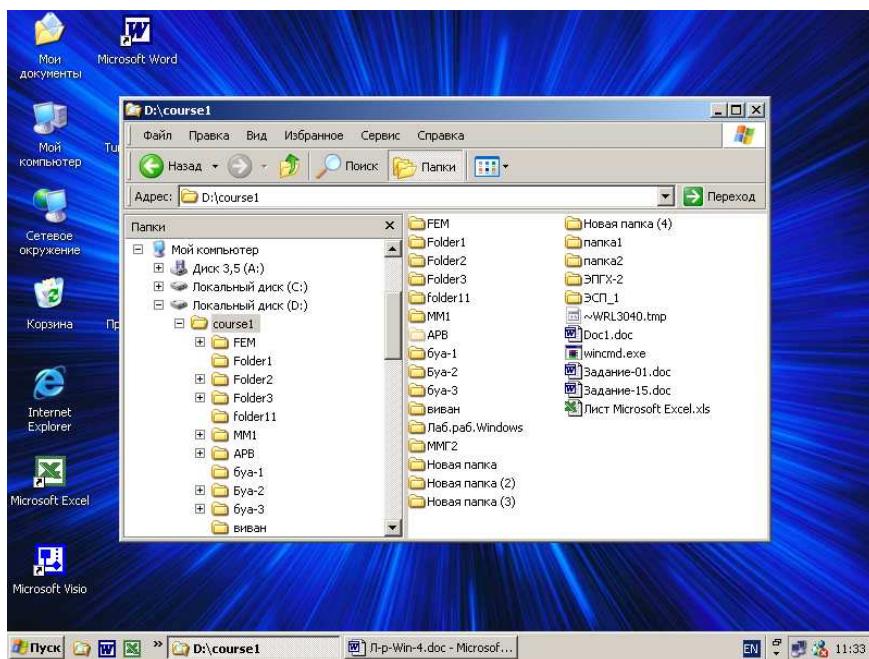 Мои
документы
Microsoft Word
Мой
компьютер
Сетевое
окружение
Корзина
Internet
Explorer
Microsoft Excel
Microsoft Visio
D:\course1
Файл Правка Вид Избранное Сервис Справка
Назад Поиск Папки
Адрес: D:\course1 Переход
Папки
Мой компьютер
Диск 3,5 (A:)
Локальный диск (C:)
Локальный диск (D:)
course1
FEM
Folder1
Folder2
Folder3
folder11
MM1
АРВ
буа-1
Буа-2
буа-3
виван
FEM
Folder1
Folder2
Folder3
folder11
MM1
АРВ
буа-1
Буа-2
буа-3
виван
Лаб.раб.Windows
ММГ2
Новая папка
Новая папка (2)
Новая папка (3)
Новая папка (4)
папка1
папка2
ЭПГХ-2
ЭСП_1
~WRL3040.tmp
Doc1.doc
wincmd.exe
Задание-01.doc
Задание-15.doc
Лист Microsoft Excel.xls
Пуск
D:\course1
Л-р-Win-4.doc - Microsof...
EN
11:33